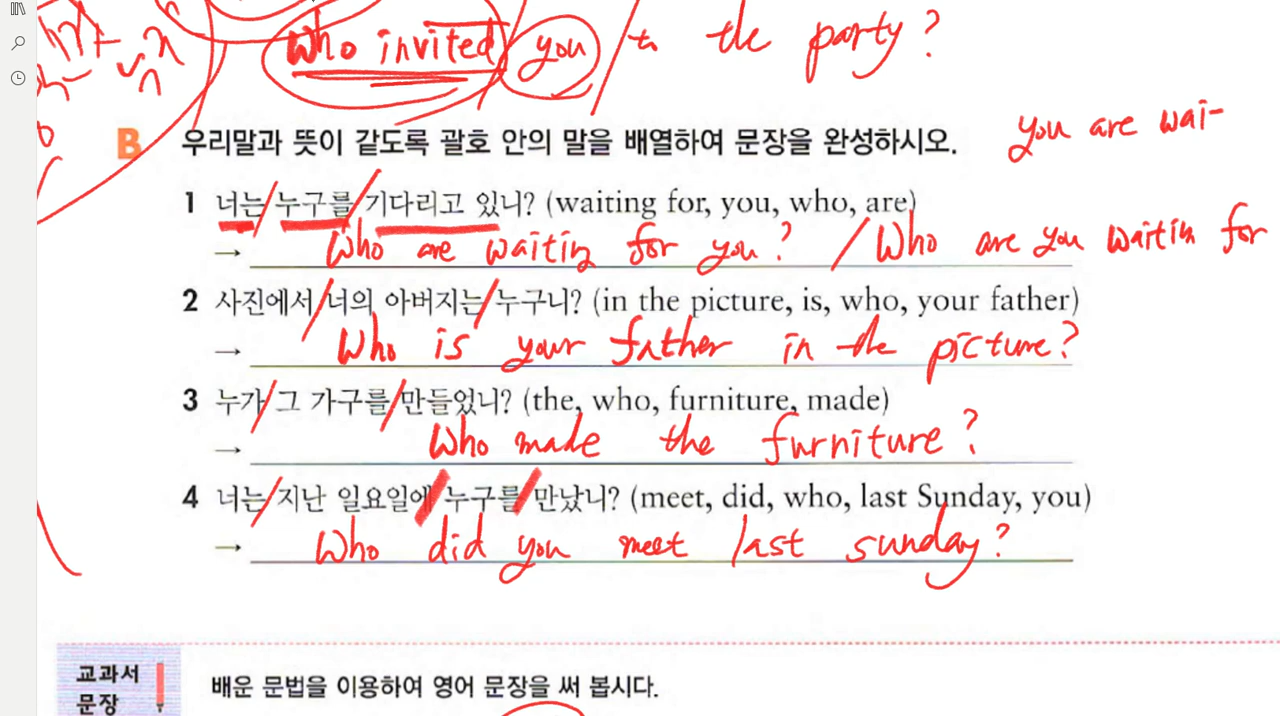 Who invited / you / to the party?
B 우리말과 뜻이 같도록 괄호 안의 말을 배열하여 문장을 완성하시오.
you are wai-
1 너는/누구를/기다리고 있니? (waiting for, you, who, are)
→ Who are waiting for you? / Who are you waitin for
2 사진에서/너의 아버지는/누구니? (in the picture, is, who, your father)
→ Who is your father in the picture?
3 누가/그 가구를/만들었니? (the, who, furniture, made)
→ Who made the furniture?
4 너는/지난 일요일에/누구를/만났니? (meet, did, who, last Sunday, you)
→ Who did you meet last sunday?
교과서
문장
배운 문법을 이용하여 영어 문장을 써 봅시다.